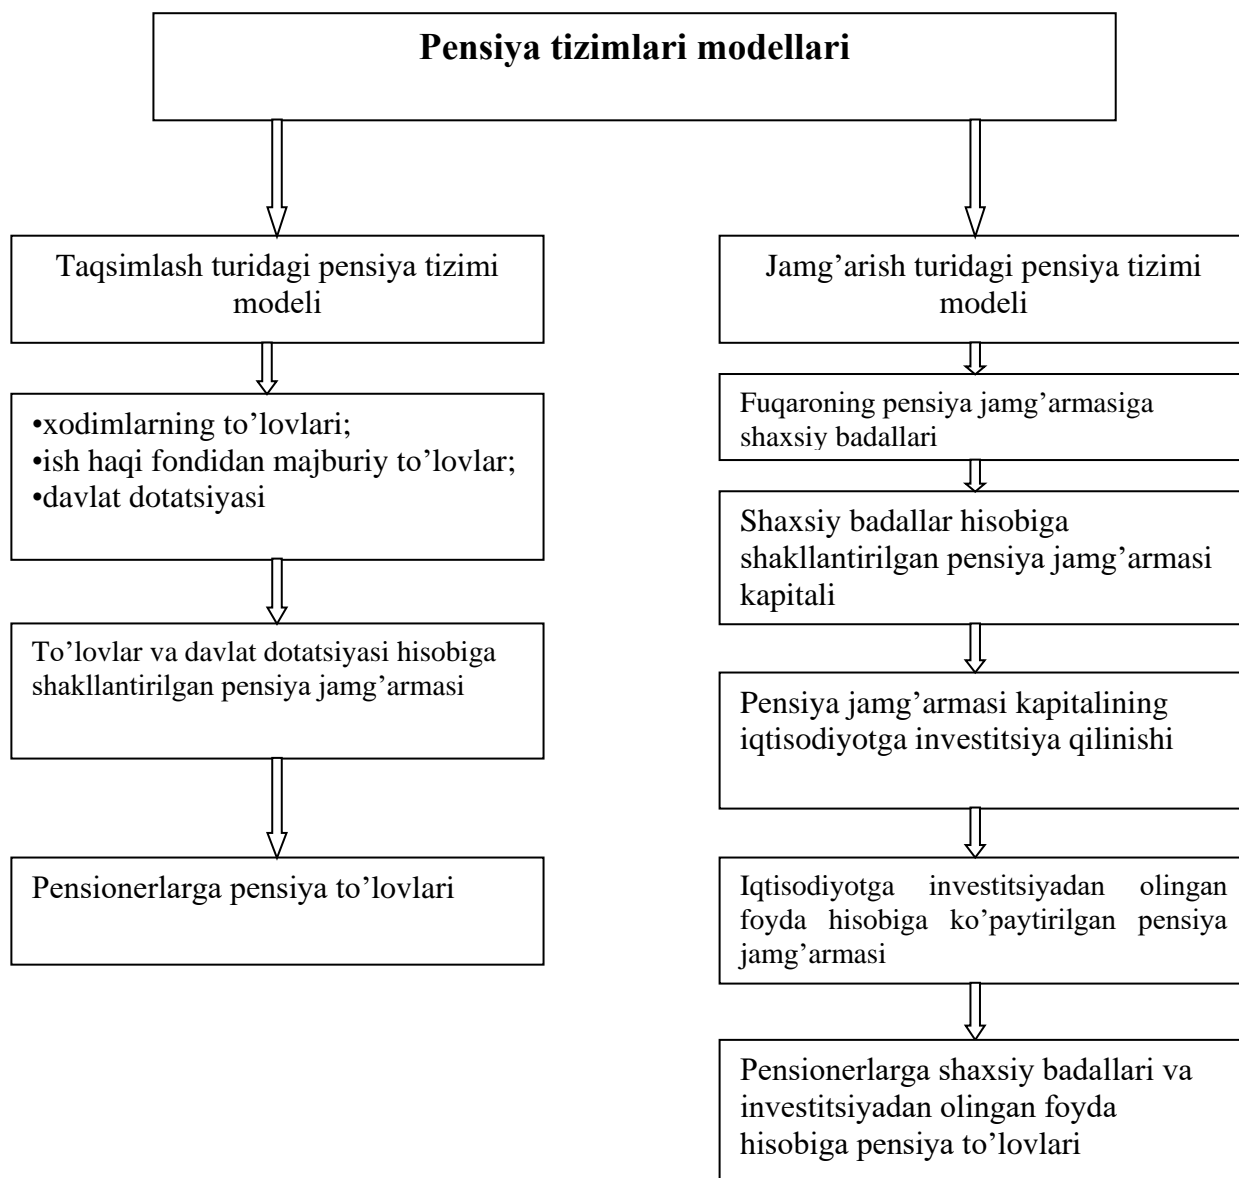 Pensiya tizimlari modellari
Taqsimlash turidagi pensiya tizimi
modeli
•xodimlarning to’lovlari;
•ish haqi fondidan majburiy to’lovlar;
•davlat dotatsiyasi
To’lovlar va davlat dotatsiyasi hisobiga
shakllantirilgan pensiya jamg’armasi
Pensionerlarga pensiya to’lovlari
Jamg’arish turidagi pensiya tizimi
modeli
Fuqaroning pensiya jamg’armasiga
shaxsiy badallari
Shaxsiy badallar hisobiga
shakllantirilgan pensiya jamg’armasi
kapitali
Pensiya jamg’armasi kapitalining
iqtisodiyotga investitsiya qilinishi
Iqtisodiyotga investitsiyadan olingan
foyda hisobiga ko’paytirilgan pensiya
jamg’armasi
Pensionerlarga shaxsiy badallari va
investitsiyadan olingan foyda
hisobiga pensiya to’lovlari